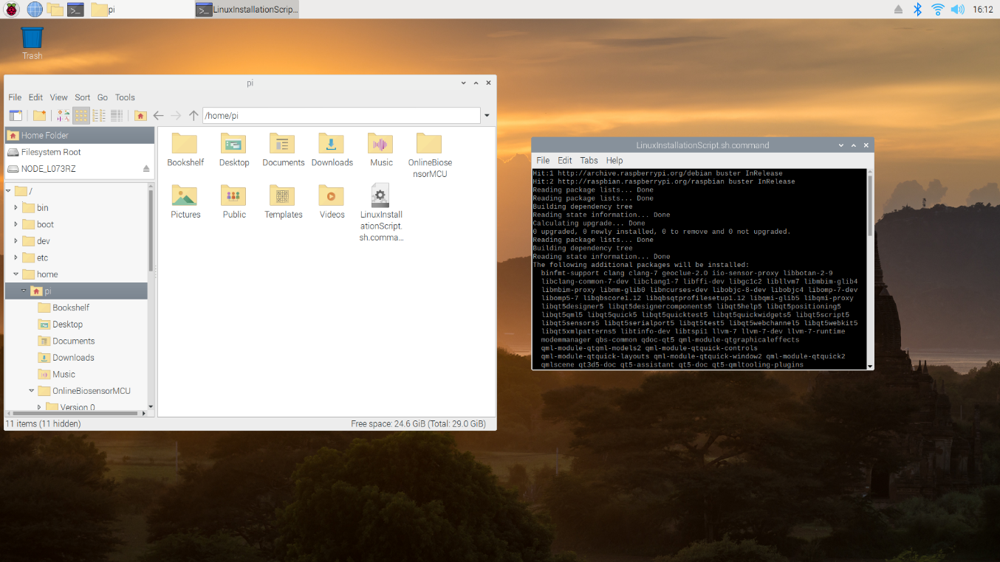 pi
LinuxInstallationScrip...
16:12
Trash
pi
File Edit View Sort Go Tools
/home/pi
Home Folder
Filesystem Root
NODE_L073RZ
/
bin
boot
dev
etc
home
pi
Bookshelf
Desktop
Documents
Downloads
Music
OnlineBiosensorMCU
Version 0
Bookshelf Desktop Documents Downloads Music OnlineBiose
nsorMCU
Pictures Public Templates Videos LinuxInstall
ationScript.
sh.comma...
11 items (11 hidden)
Free space: 24.6 GiB (Total: 29.0 GiB)
LinuxInstallationScript.sh.command
File Edit Tabs Help
Hit:1 http://archive.raspberrypi.org/debian buster InRelease
Hit:2 http://raspbian.raspberrypi.org/raspbian buster InRelease
Reading package lists... Done
Reading package lists... Done
Building dependency tree
Reading state information... Done
Calculating upgrade... Done
0 upgraded, 0 newly installed, 0 to remove and 0 not upgraded.
Reading package lists... Done
Building dependency tree
Reading state information... Done
The following additional packages will be installed:
binfmt-support clang clang-7 geoclue-2.0 iio-sensor-proxy libbotan-2-9
libclang-common-7-dev libclang1-7 libffi-dev libgc1c2 libllvm7 libmbim-glib4
libmbim-proxy libmm-glib0 libncurses-dev libobjc-8-dev libobjc4 libomp-7-dev
libomp5-7 libqbscore1.12 libqbsqtprofilesetup1.12 libqmi-glib5 libqmi-proxy
libqt5designer5 libqt5designercomponents5 libqt5help5 libqt5positioning5
libqt5qml5 libqt5quick5 libqt5quicktest5 libqt5quickwidgets5 libqt5script5
libqt5sensors5 libqt5serialport5 libqt5test5 libqt5webchannel5 libqt5webkit5
libqt5xmlpatterns5 libtinfo-dev libtspi1 llvm-7 llvm-7-dev llvm-7-runtime
modemmanager qbs-common qdoc-qt5 qml-module-qtgraphicaleffects
qml-module-qtqml-models2 qml-module-qtquick-controls
qml-module-qtquick-layouts qml-module-qtquick-window2 qml-module-qtquick2
qmlscene qt3d5-doc qt5-assistant qt5-doc qt5-qmltooling-plugins